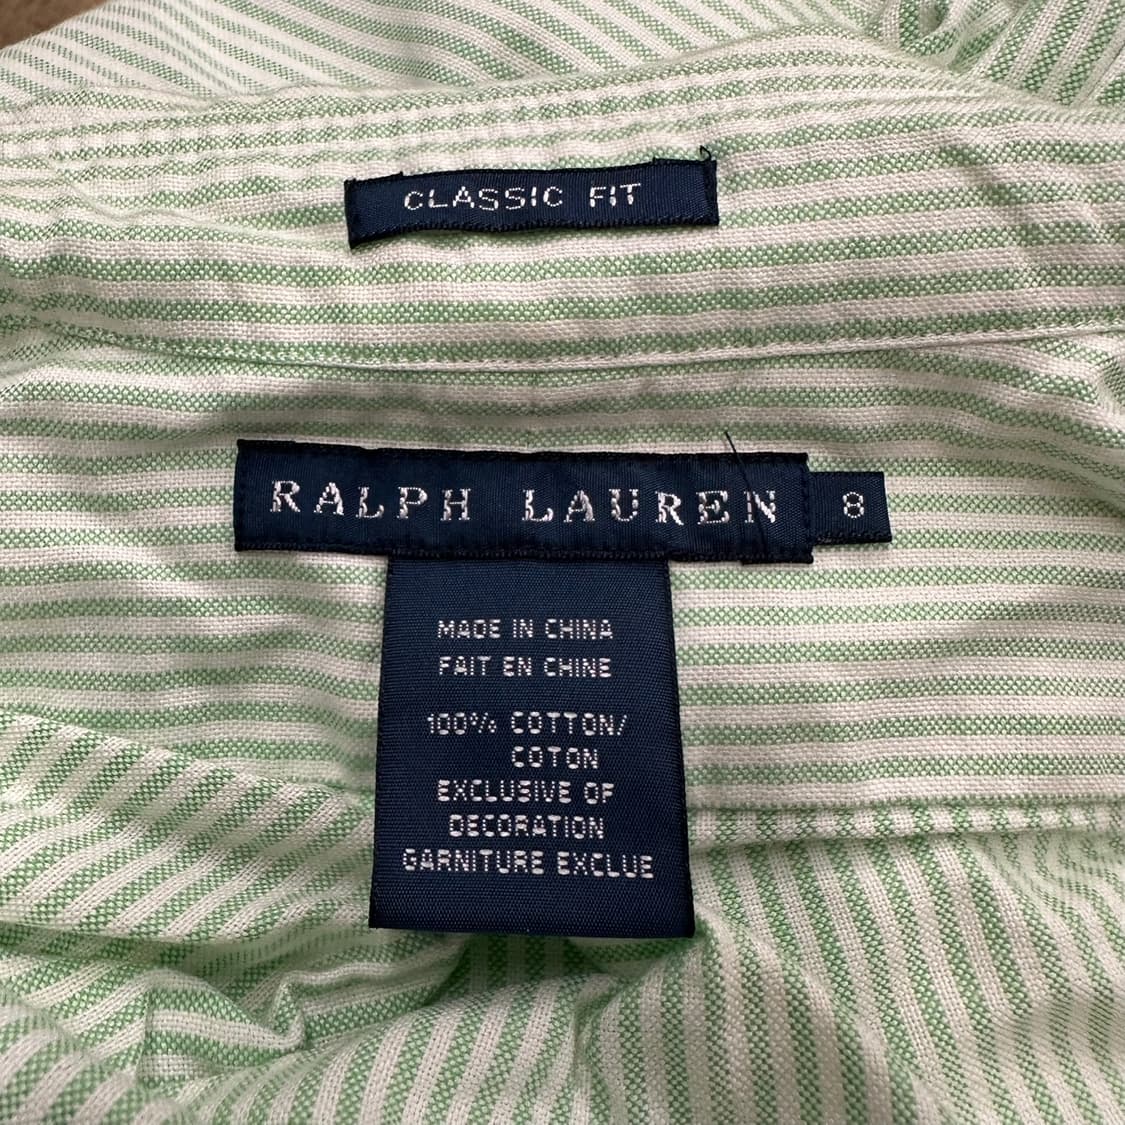 CLASSIC FIT
RALPH LAUREN 8
MADE IN CHINA
FAIT EN CHINE
100% COTTON/
COTON
EXCLUSIVE OF
DECORATION
GARNITURE EXCLUE